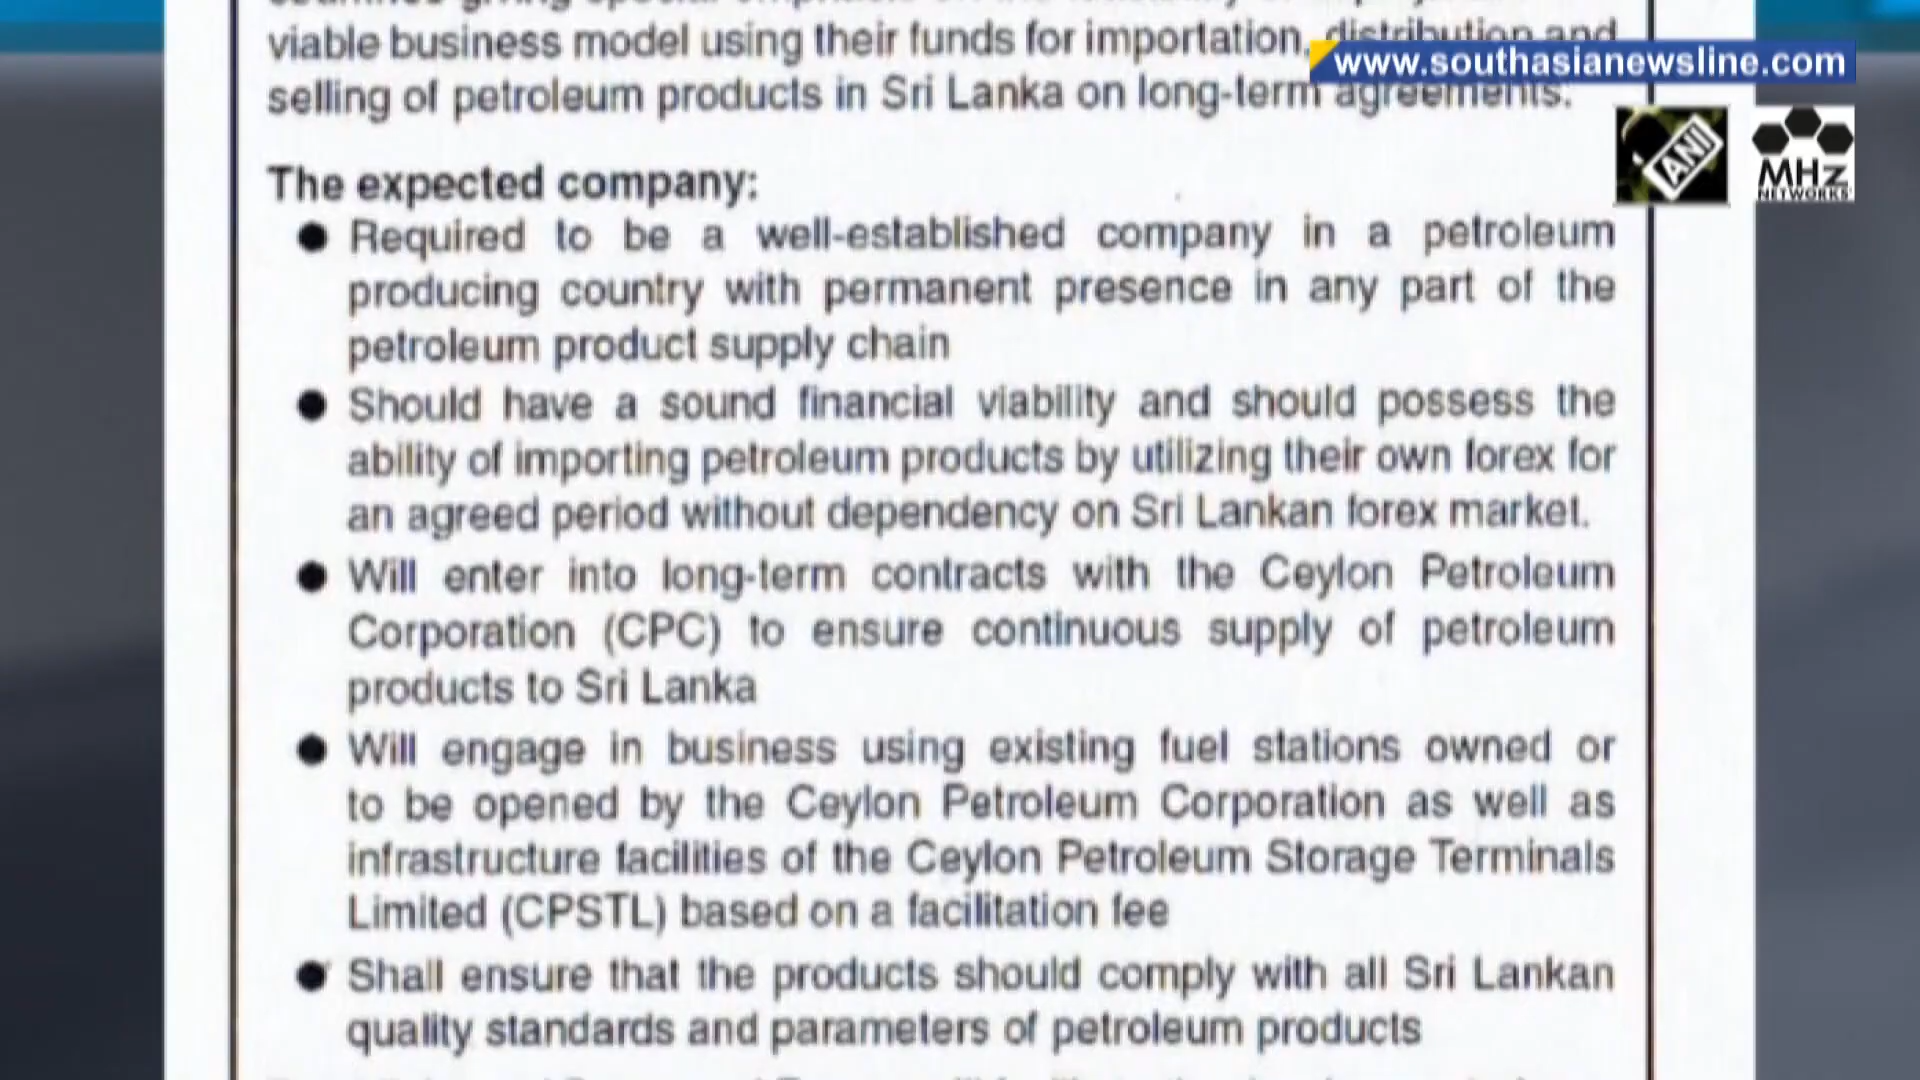 viable business model using their funds for importation, distribution and
www.southasianewsline.com
selling of petroleum products in Sri Lanka on long-term agreements.
ANI
MHz
NETWORKS
The expected company:
● Required to be a well-established company in a petroleum
producing country with permanent presence in any part of the
petroleum product supply chain
● Should have a sound financial viability and should possess the
ability of importing petroleum products by utilizing their own forex for
an agreed period without dependency on Sri Lankan forex market.
● Will enter into long-term contracts with the Ceylon Petroleum
Corporation (CPC) to ensure continuous supply of petroleum
products to Sri Lanka
● Will engage in business using existing fuel stations owned or
to be opened by the Ceylon Petroleum Corporation as well as
infrastructure facilities of the Ceylon Petroleum Storage Terminals
Limited (CPSTL) based on a facilitation fee
● Shall ensure that the products should comply with all Sri Lankan
quality standards and parameters of petroleum products